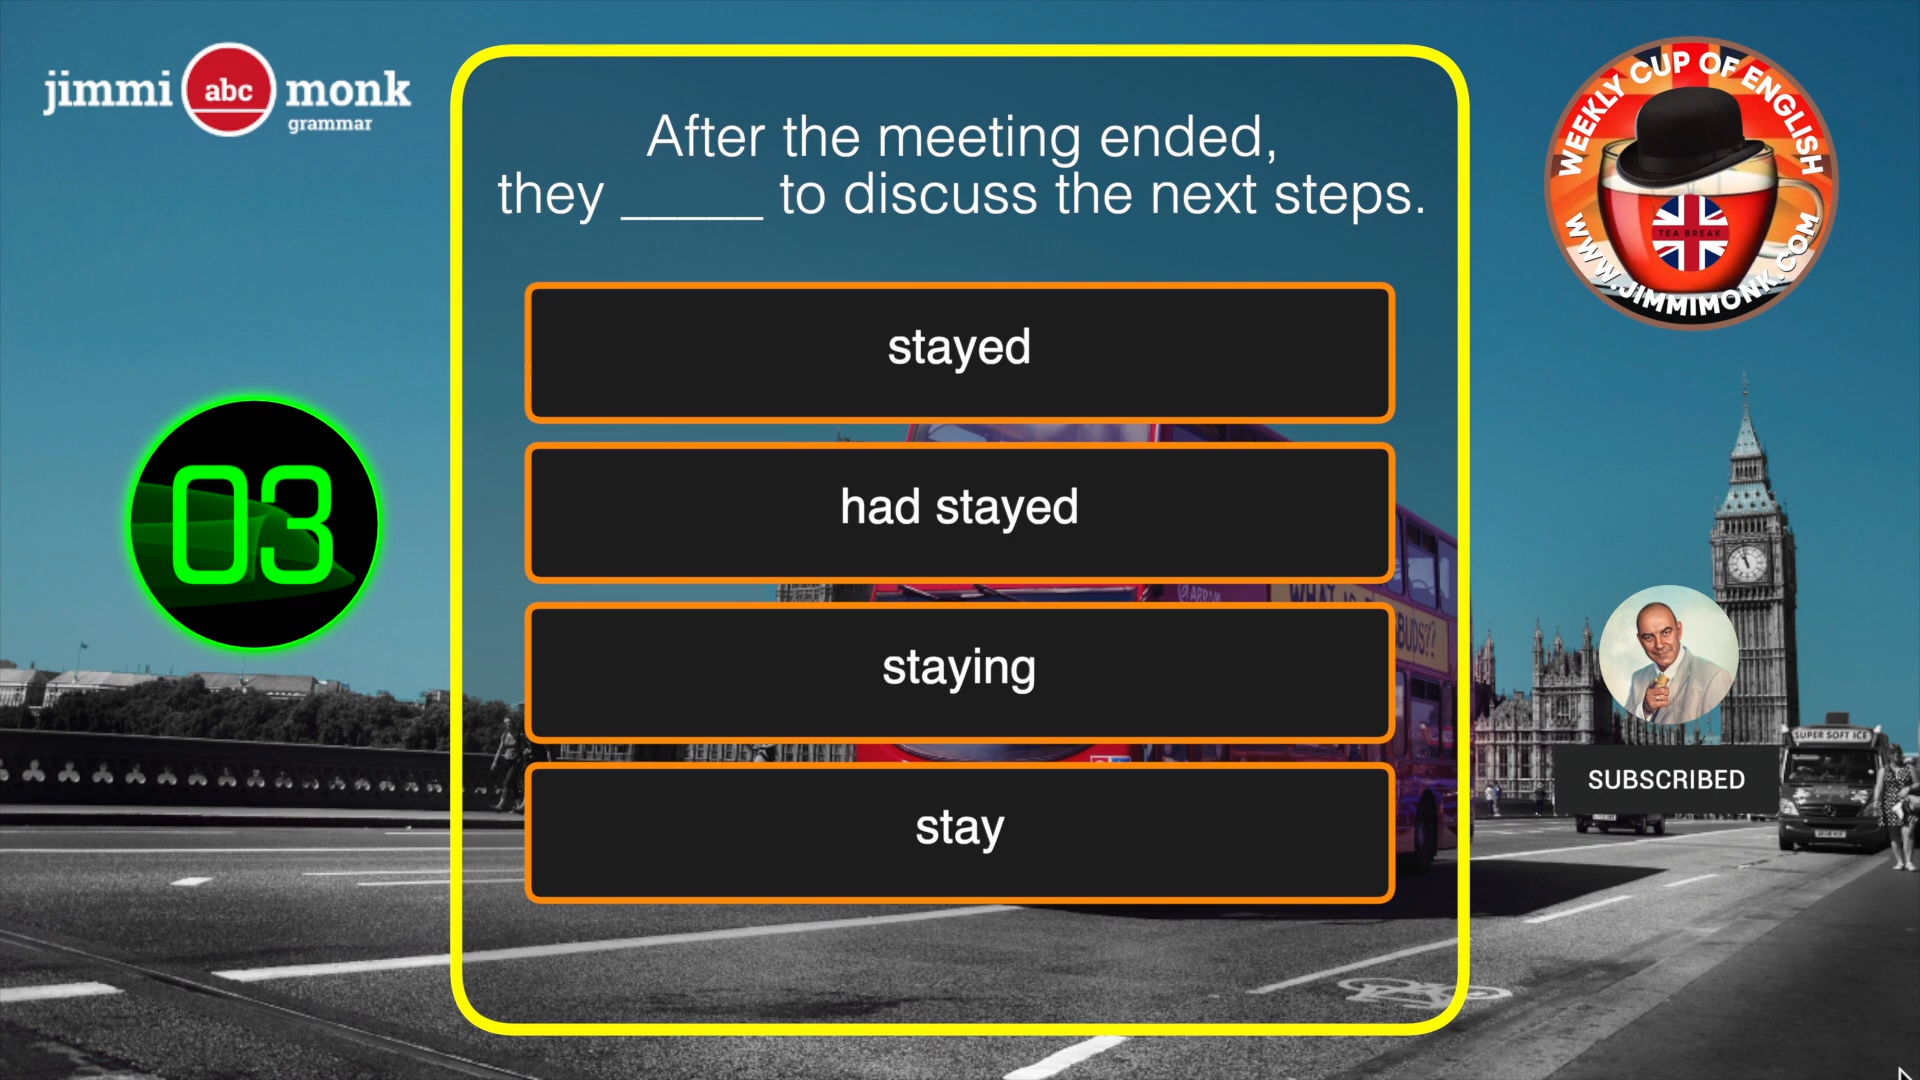 jimmi abc monk
grammar
After the meeting ended,
they _____ to discuss the next steps.
WEEKLY CUP OF ENGLISH
TEA BREAK
WWW.JIMMIMONK.COM
03
stayed
had stayed
staying
stay
SUBSCRIBED
SUPER SOFT ICE